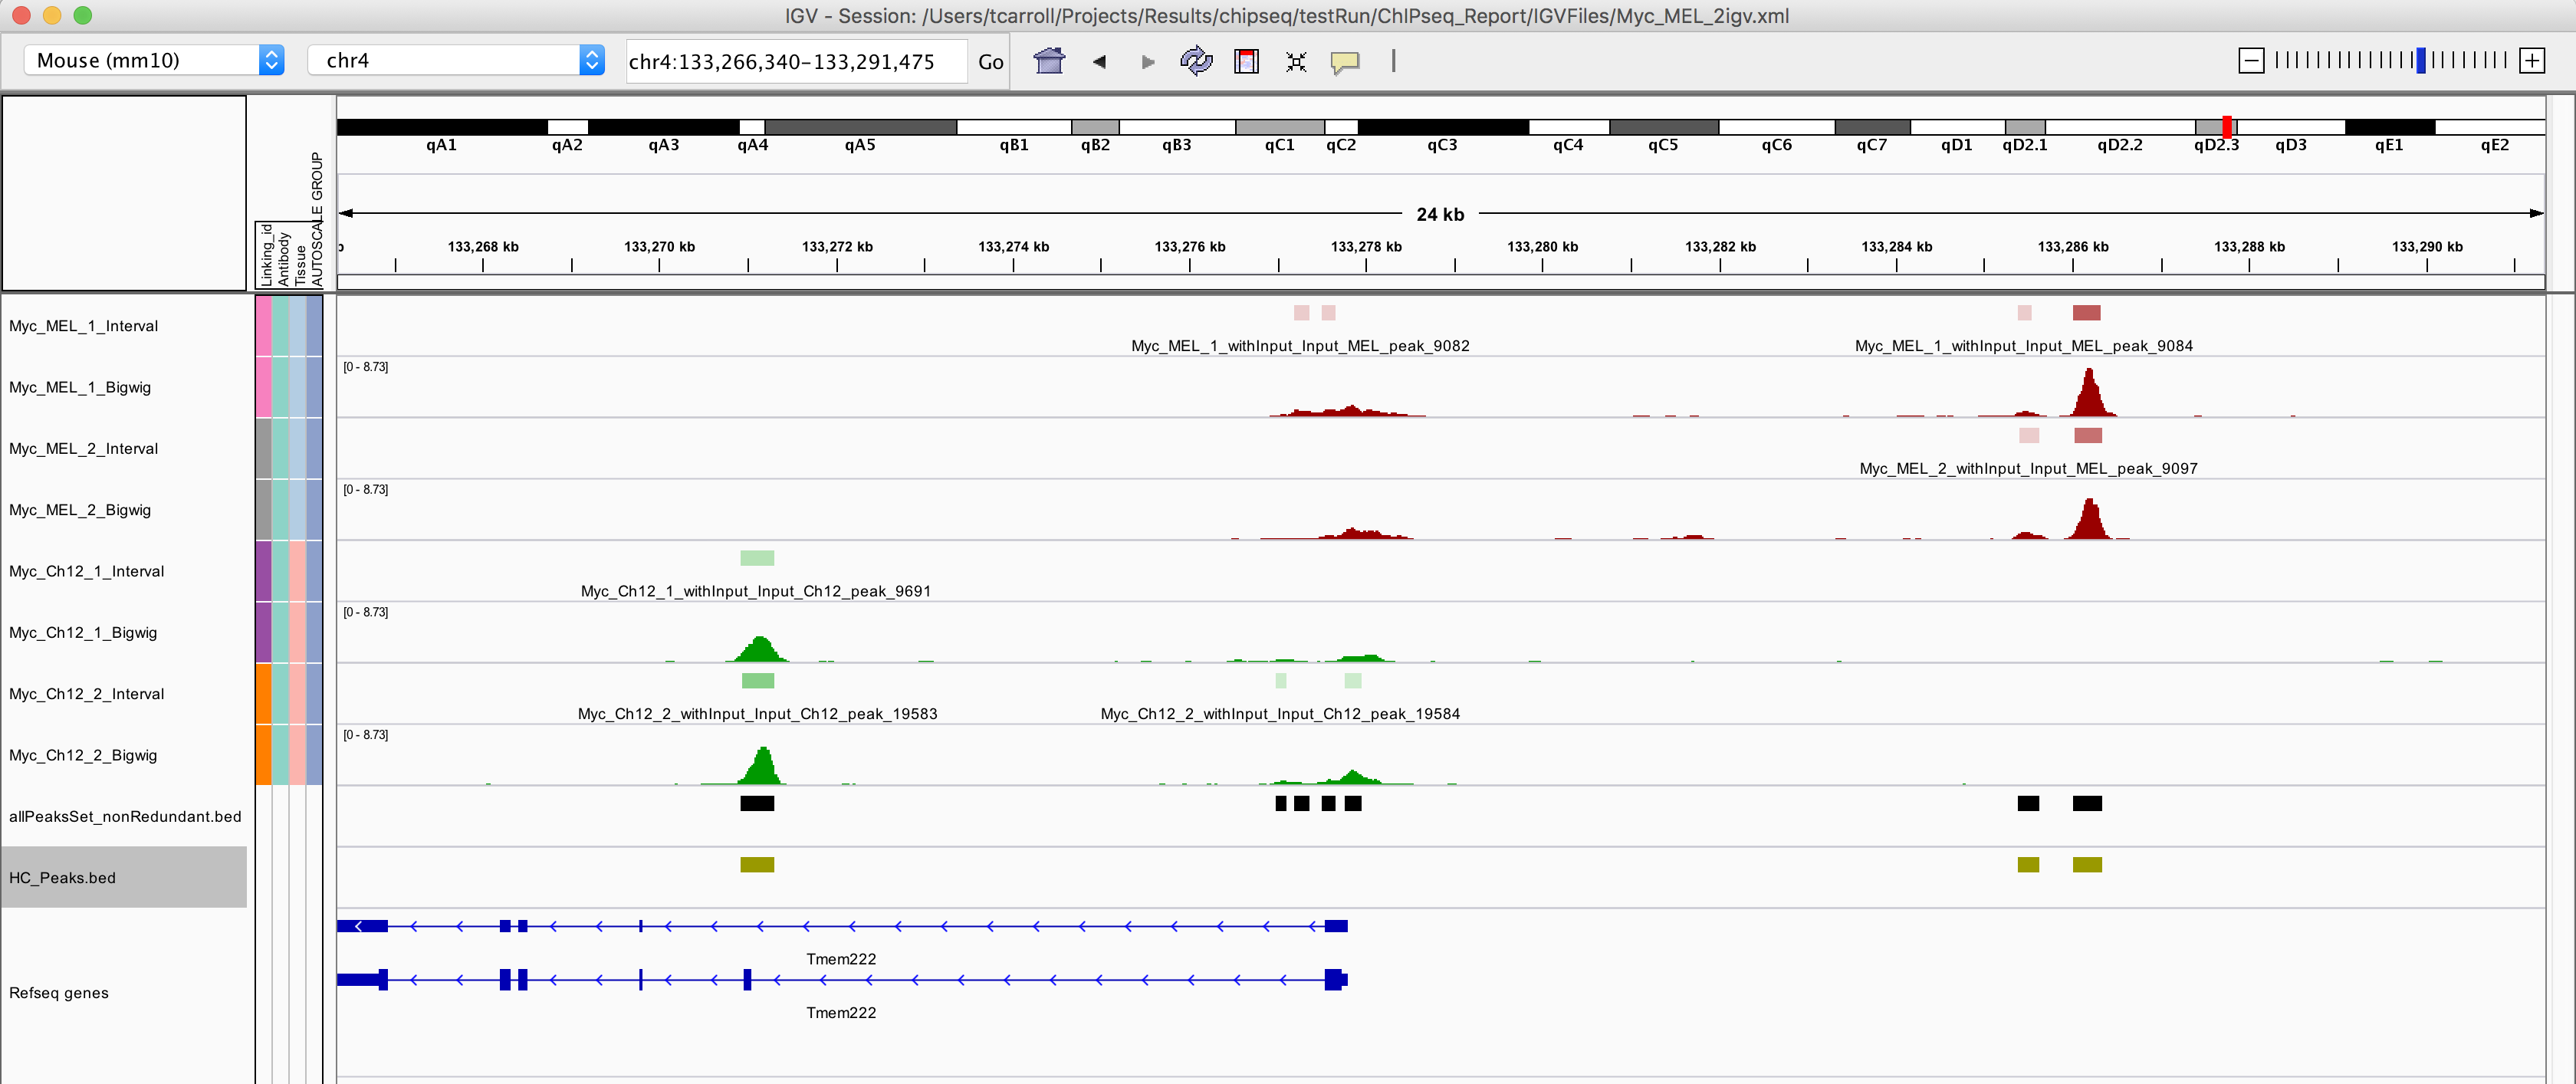 IGV - Session: /Users/tcarroll/Projects/Results/chipseq/testRun/ChIPseq_Report/IGVFiles/Myc_MEL_2igv.xml
Mouse (mm10) chr4 chr4:133,266,340-133,291,475 Go
qA1 qA2 qA3 qA4 qA5 qB1 qB2 qB3 qC1 qC2 qC3 qC4 qC5 qC6 qC7 qD1 qD2.1 qD2.2 qD2.3 qD3 qE1 qE2
24 kb
133,268 kb 133,270 kb 133,272 kb 133,274 kb 133,276 kb 133,278 kb 133,280 kb 133,282 kb 133,284 kb 133,286 kb 133,288 kb 133,290 kb
Linking_id
Antibody
Tissue
AUTOSCALE GROUP
Myc_MEL_1_Interval
Myc_MEL_1_withInput_Input_MEL_peak_9082 Myc_MEL_1_withInput_Input_MEL_peak_9084
[0 - 8.73]
Myc_MEL_1_Bigwig
Myc_MEL_2_Interval
Myc_MEL_2_withInput_Input_MEL_peak_9097
[0 - 8.73]
Myc_MEL_2_Bigwig
Myc_Ch12_1_Interval
Myc_Ch12_1_withInput_Input_Ch12_peak_9691
[0 - 8.73]
Myc_Ch12_1_Bigwig
Myc_Ch12_2_Interval
Myc_Ch12_2_withInput_Input_Ch12_peak_19583 Myc_Ch12_2_withInput_Input_Ch12_peak_19584
[0 - 8.73]
Myc_Ch12_2_Bigwig
allPeaksSet_nonRedundant.bed
HC_Peaks.bed
Tmem222
Refseq genes
Tmem222